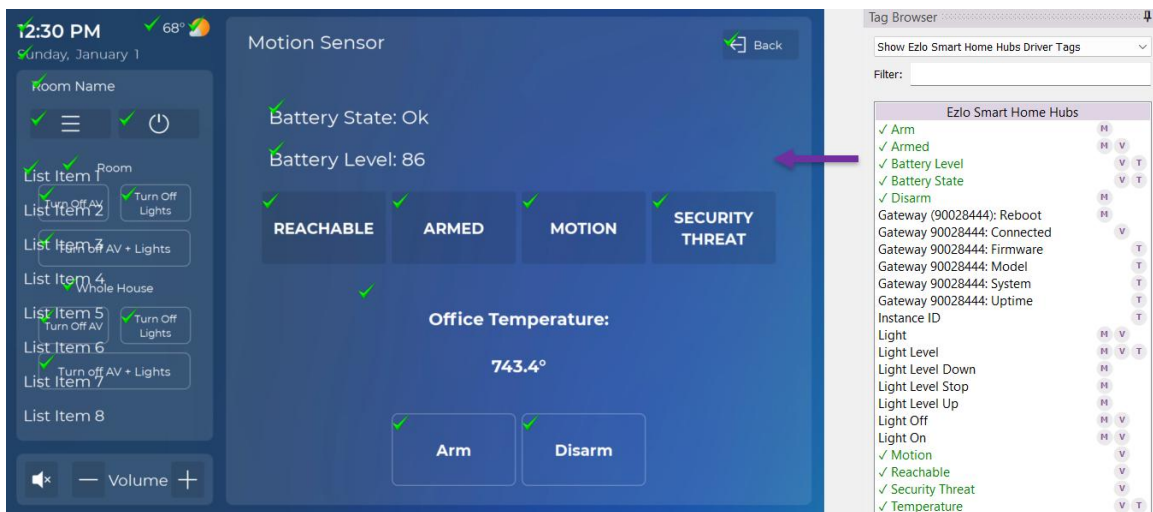 12:30 PM
68°
Sunday, January 1
Room Name
Room
List Item 1
Turn Off AV
Turn Off
Lights
List Item 2
List Item 3
Turn off AV + Lights
List Item 4
Whole House
List Item 5
Turn Off AV
Turn Off
Lights
List Item 6
Turn off AV + Lights
List Item 7
List Item 8
Volume
Motion Sensor
Back
Battery State: Ok
Battery Level: 86
REACHABLE
ARMED
MOTION
SECURITY
THREAT
Office Temperature:
743.4°
Arm
Disarm
Tag Browser
Show Ezlo Smart Home Hubs Driver Tags
Filter:
Ezlo Smart Home Hubs
✓ Arm M
✓ Armed M V
✓ Battery Level V T
✓ Battery State V T
✓ Disarm M
Gateway (90028444): Reboot M
Gateway 90028444: Connected V
Gateway 90028444: Firmware T
Gateway 90028444: Model T
Gateway 90028444: System T
Gateway 90028444: Uptime T
Instance ID T
Light M V
Light Level M V T
Light Level Down M
Light Level Stop M
Light Level Up M
Light Off M V
Light On M V
✓ Motion V
✓ Reachable V
✓ Security Threat V
✓ Temperature V T